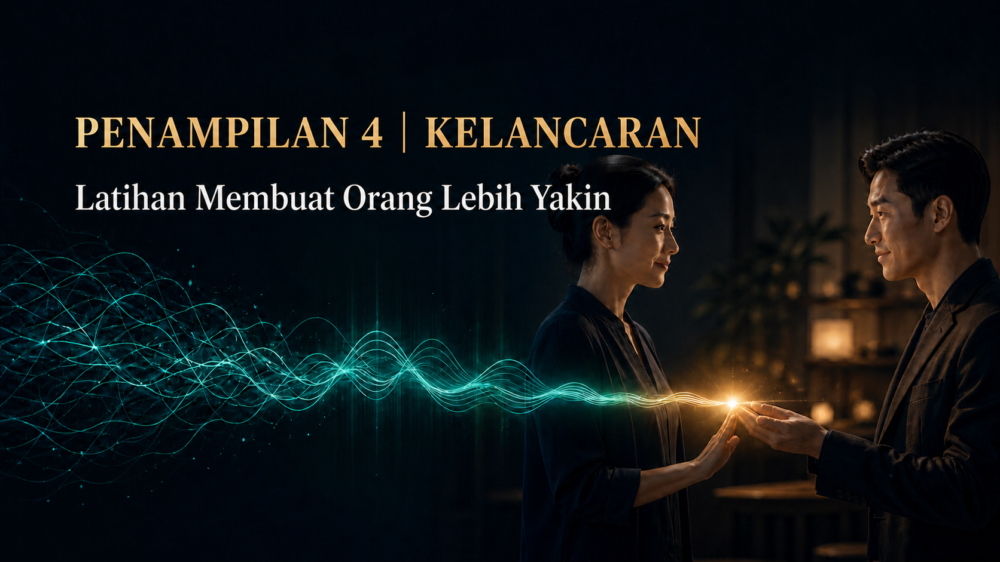 PENAMPILAN 4 | KELANCARAN
Latihan Membuat Orang Lebih Yakin